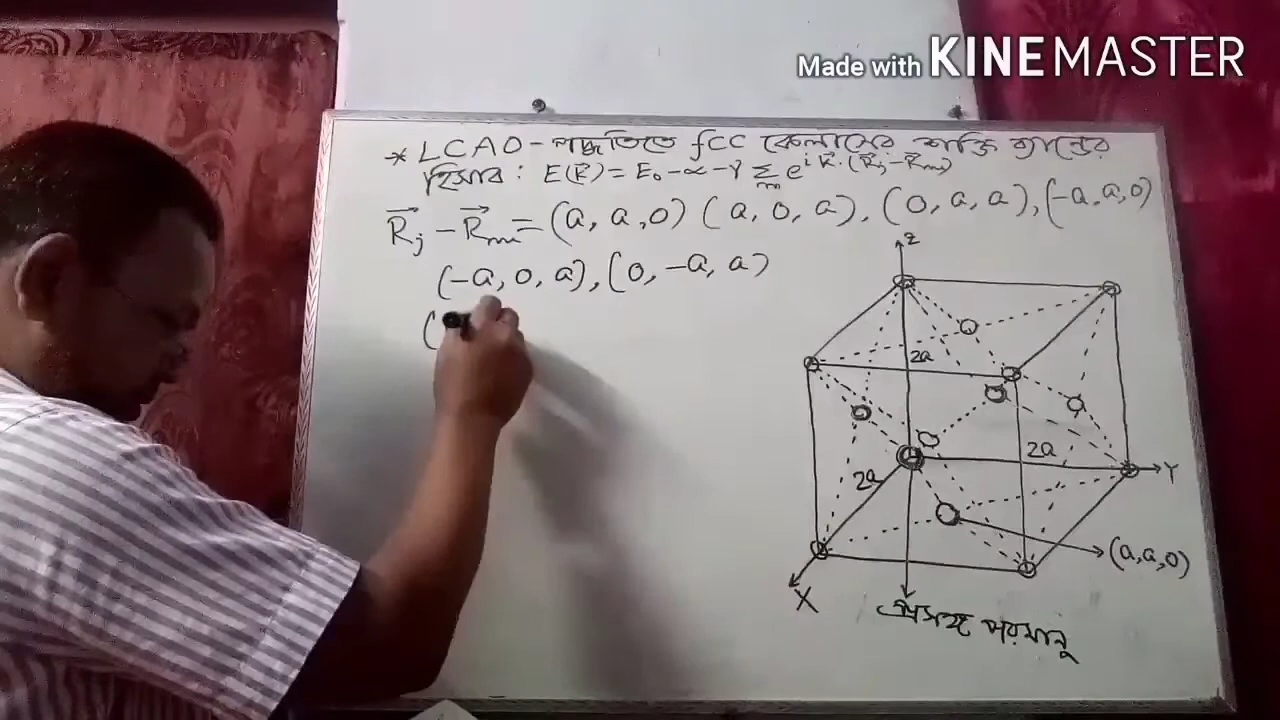 Made with KINEMASTER
* LCAO - পদ্ধতিতে fcc কেলাসের শক্তি ব্যান্ডের
হিসাব : E(k⃗) = E₀ - α - γ Σₘ e^{i k⃗·(R⃗ⱼ - R⃗ₘ)}
R⃗ⱼ - R⃗ₘ = (a, a, 0) (a, 0, a), (0, a, a), (-a, a, 0)
(-a, 0, a), (0, -a, a)
(
Z
2a
2a
Y
2a
(a,a,0)
X
প্রসঙ্গ পরমানু